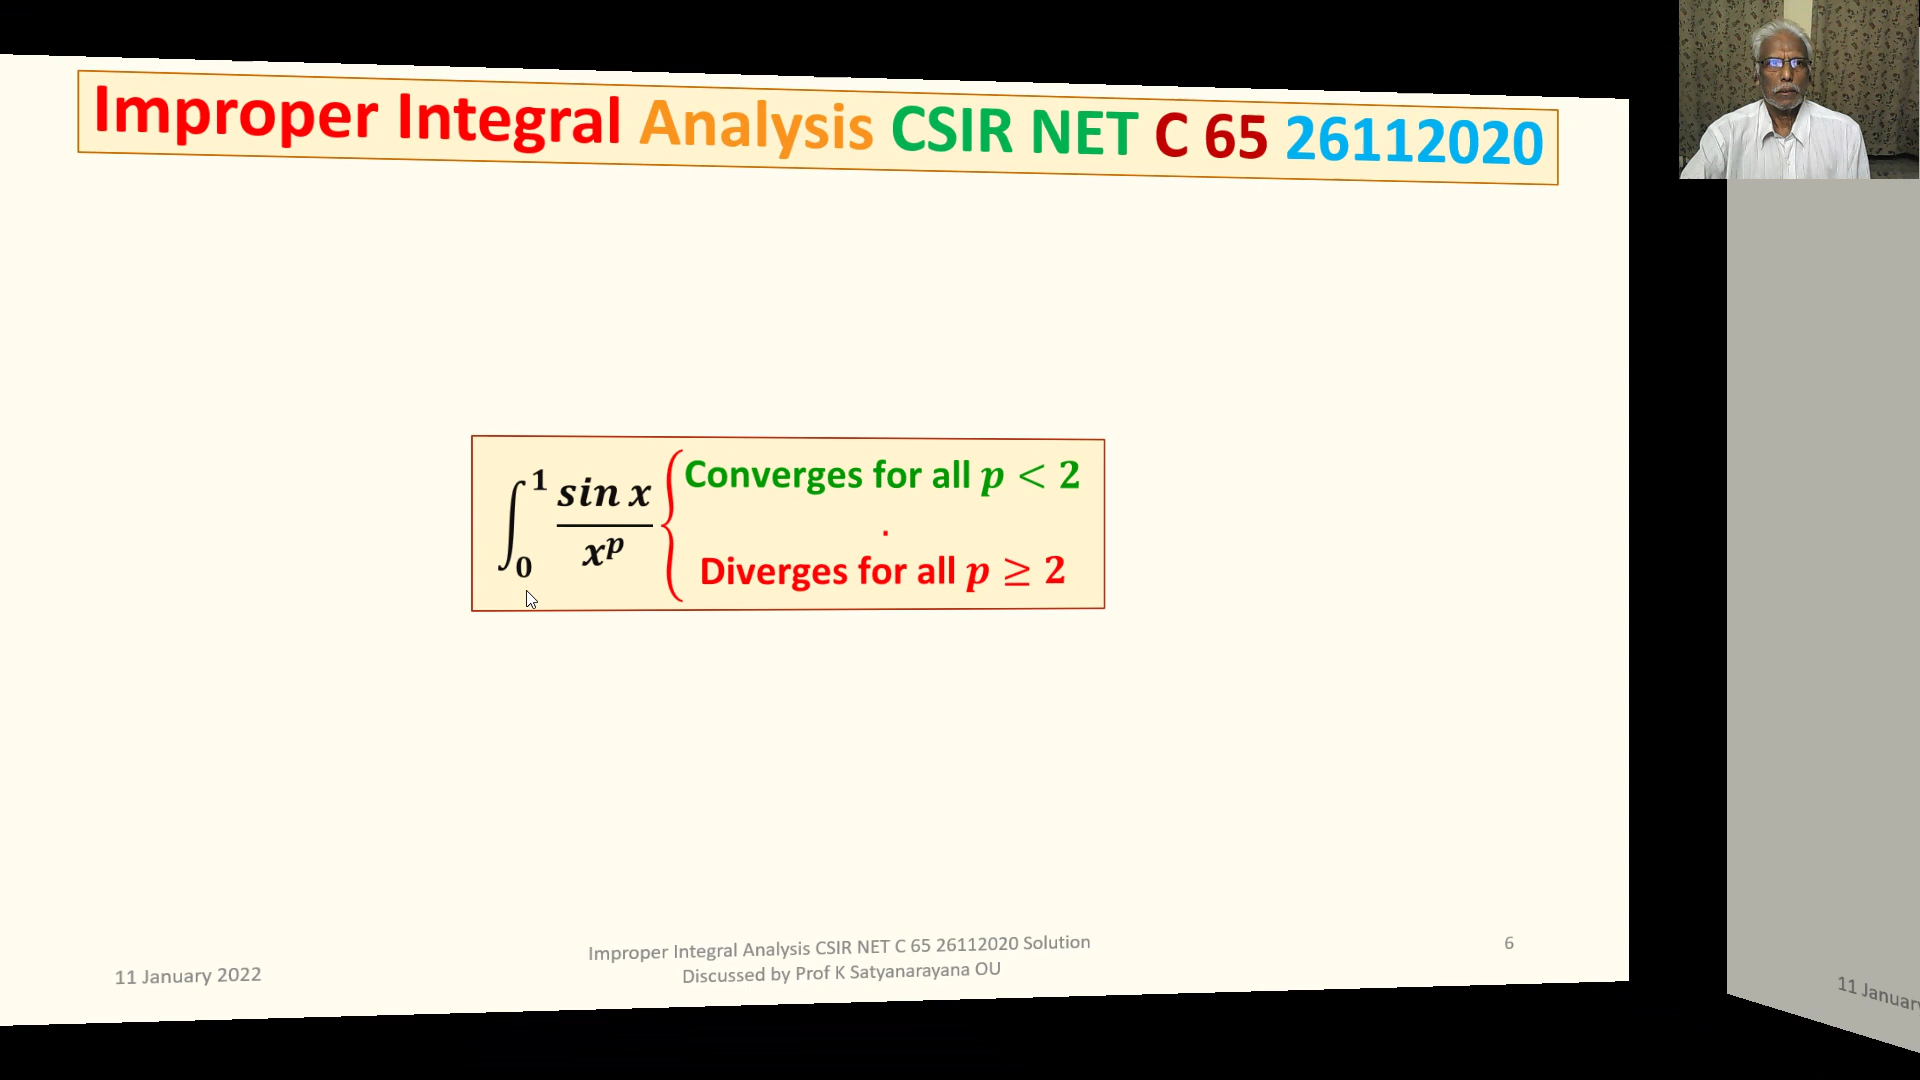 Improper Integral Analysis CSIR NET C 65 26112020
∫₀¹ sin x / xᵖ { Converges for all p < 2
.
Diverges for all p ≥ 2
Improper Integral Analysis CSIR NET C 65 26112020 Solution
Discussed by Prof K Satyanarayana OU
11 January 2022
6
11 Januar